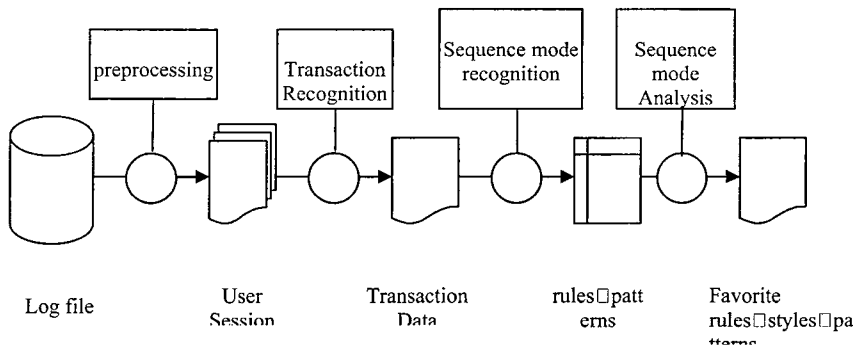 preprocessing
Transaction
Recognition
Sequence mode
recognition
Sequence
mode
Analysis
Log file
User
Session
Transaction
Data
rules□patt
erns
Favorite
rules□styles□pa
tterns